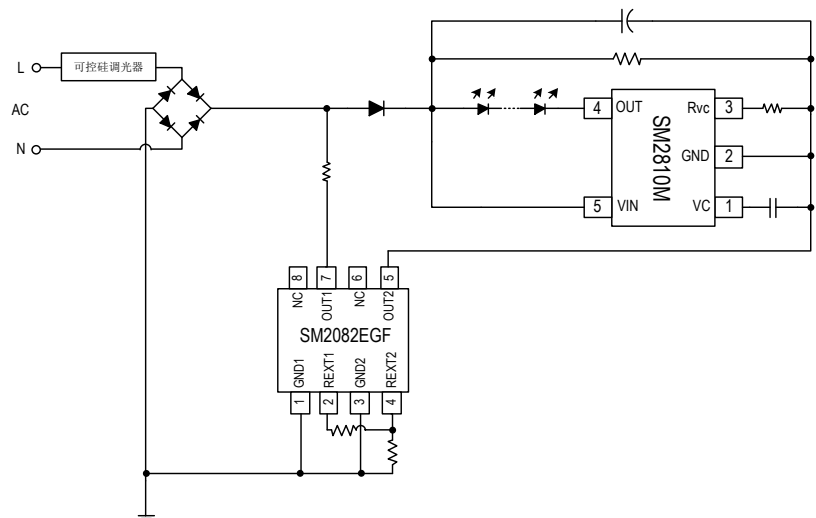 L
可控硅调光器
AC
N
4
OUT
Rvc
3
SM2810M
GND
2
5
VIN
VC
1
8
7
6
5
NC
OUT1
NC
OUT2
SM2082EGF
GND1
REXT1
GND2
REXT2
1
2
3
4